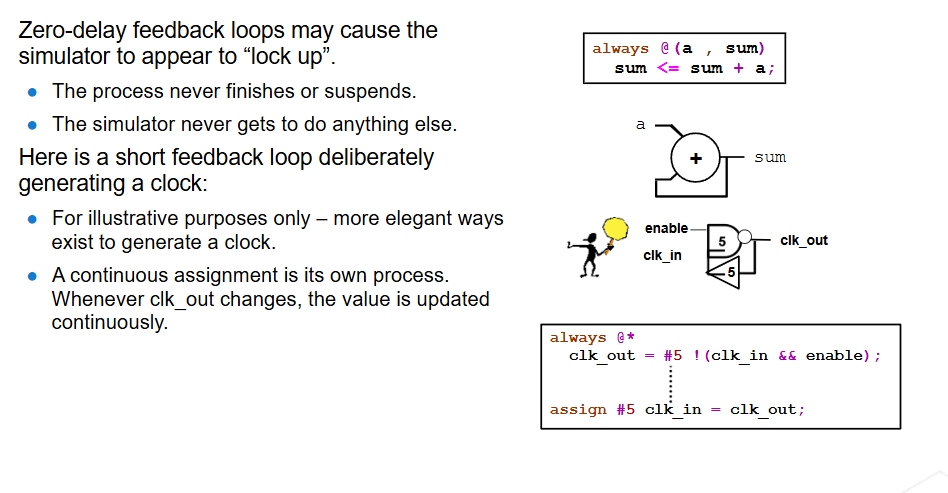 Zero-delay feedback loops may cause the
simulator to appear to “lock up”.
● The process never finishes or suspends.
● The simulator never gets to do anything else.
Here is a short feedback loop deliberately
generating a clock:
● For illustrative purposes only – more elegant ways
exist to generate a clock.
● A continuous assignment is its own process.
Whenever clk_out changes, the value is updated
continuously.
always @(a , sum)
sum <= sum + a;
a
+
sum
enable
5
clk_out
clk_in
5
always @*
clk_out = #5 !(clk_in && enable);
assign #5 clk_in = clk_out;